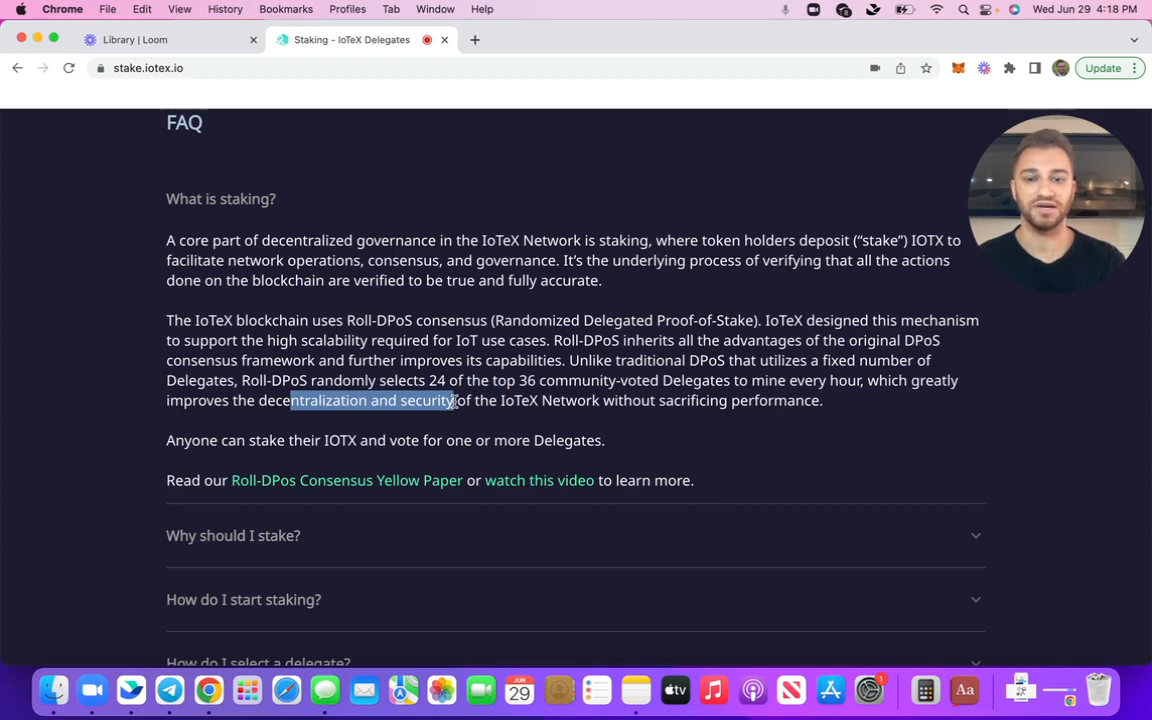 Chrome File Edit View History Bookmarks Profiles Tab Window Help Wed Jun 29 4:18 PM
Library | Loom Staking - IoTeX Delegates
stake.iotex.io Update
FAQ
What is staking?
A core part of decentralized governance in the IoTeX Network is staking, where token holders deposit (“stake”) IOTX to
facilitate network operations, consensus, and governance. It’s the underlying process of verifying that all the actions
done on the blockchain are verified to be true and fully accurate.
The IoTeX blockchain uses Roll-DPoS consensus (Randomized Delegated Proof-of-Stake). IoTeX designed this mechanism
to support the high scalability required for IoT use cases. Roll-DPoS inherits all the advantages of the original DPoS
consensus framework and further improves its capabilities. Unlike traditional DPoS that utilizes a fixed number of
Delegates, Roll-DPoS randomly selects 24 of the top 36 community-voted Delegates to mine every hour, which greatly
improves the decentralization and security of the IoTeX Network without sacrificing performance.
Anyone can stake their IOTX and vote for one or more Delegates.
Read our Roll-DPos Consensus Yellow Paper or watch this video to learn more.
Why should I stake?
How do I start staking?
How do I select a delegate?
JUN
29
tv
1
Aa